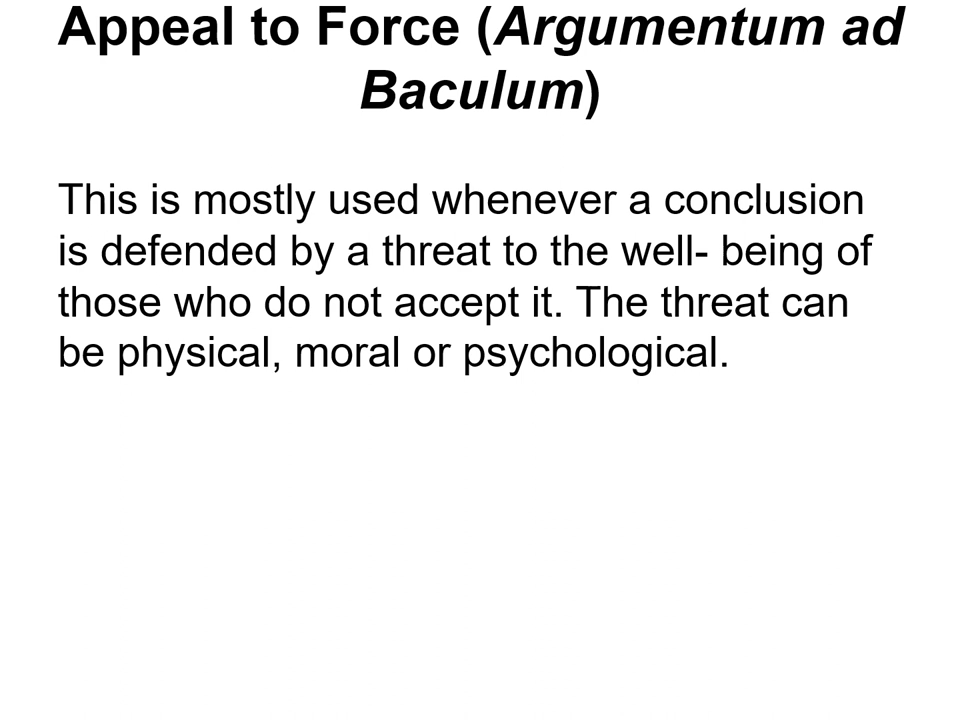 Appeal to Force (Argumentum ad
Baculum)
This is mostly used whenever a conclusion
is defended by a threat to the well- being of
those who do not accept it. The threat can
be physical, moral or psychological.